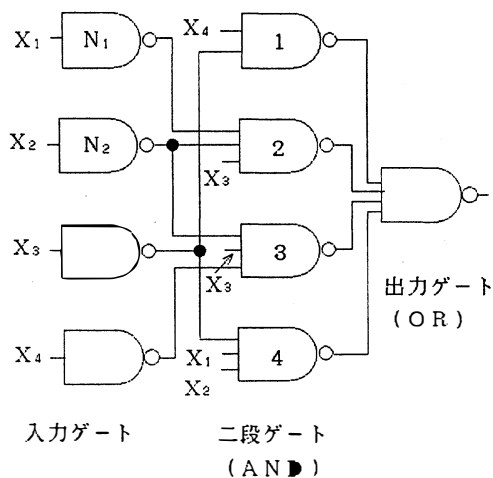 X₁ N₁ X₄ 1
X₂ N₂ 2
X₃
X₃ 3
X₃
出力ゲート
(OR)
X₄ X₁ 4
X₂
入力ゲート 二段ゲート
(AND)